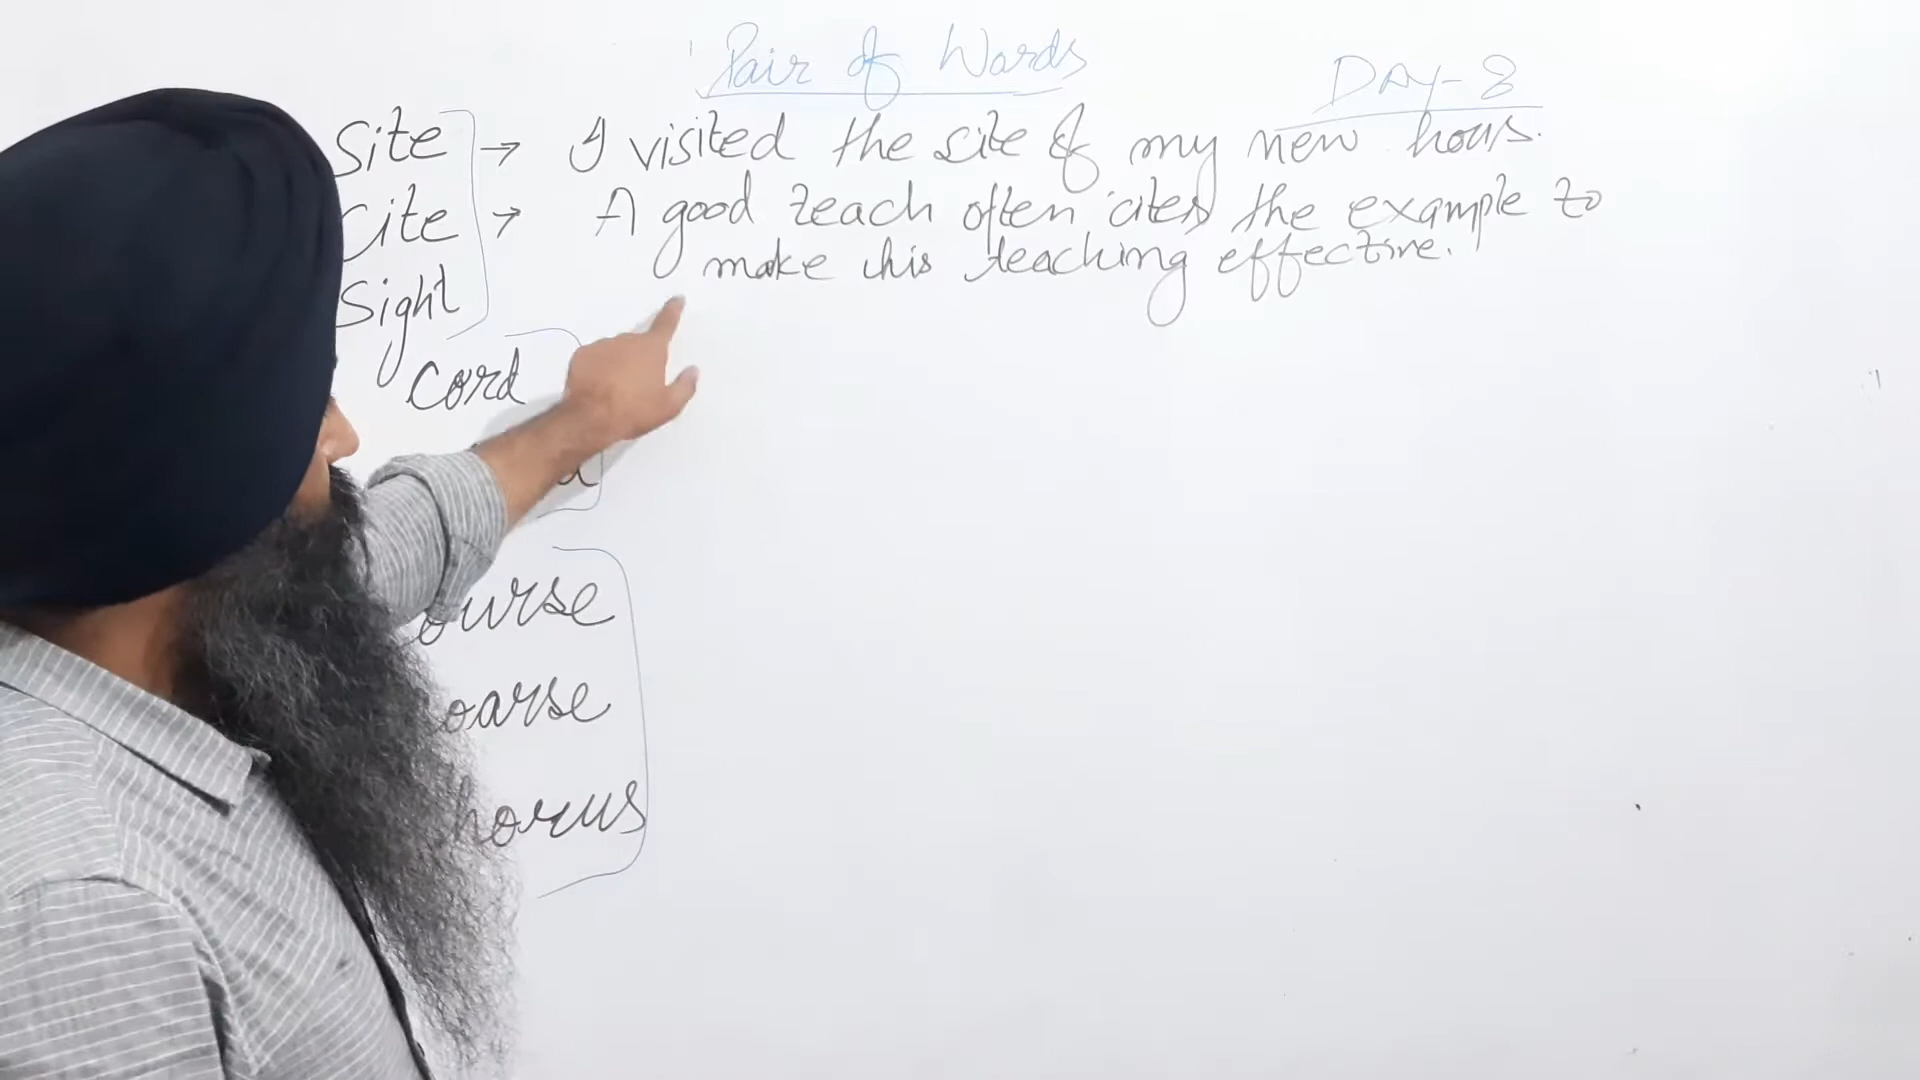 Pair of Words
DAY-8
Site → I visited the site of my new hous.
Cite → A good teach often cites the example to
make his teaching effective.
Sight
Cord
ourse
oarse
horus